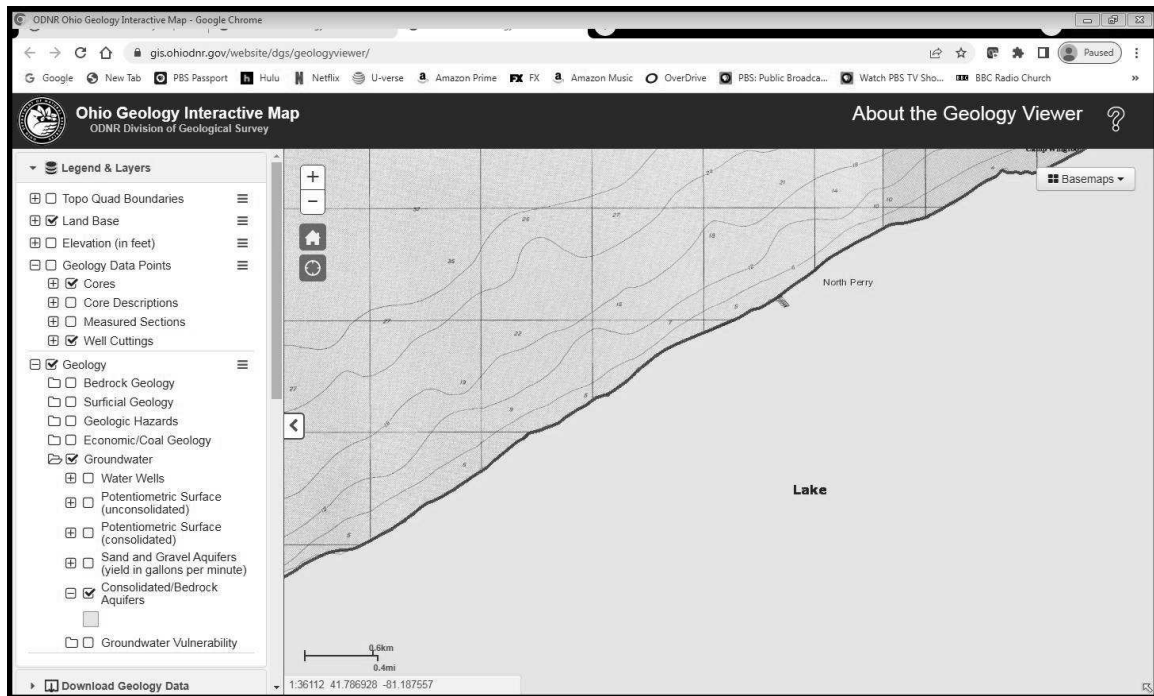 ODNR Ohio Geology Interactive Map - Google Chrome
gis.ohiodnr.gov/website/dgs/geologyviewer/
Paused
Google New Tab PBS Passport Hulu Netflix U-verse Amazon Prime FX Amazon Music OverDrive PBS: Public Broadca... Watch PBS TV Sho... BBC Radio Church »
Ohio Geology Interactive Map
ODNR Division of Geological Survey
About the Geology Viewer ?
Legend & Layers
Topo Quad Boundaries
Land Base
Elevation (in feet)
Geology Data Points
Cores
Core Descriptions
Measured Sections
Well Cuttings
Geology
Bedrock Geology
Surficial Geology
Geologic Hazards
Economic/Coal Geology
Groundwater
Water Wells
Potentiometric Surface
(unconsolidated)
Potentiometric Surface
(consolidated)
Sand and Gravel Aquifers
(yield in gallons per minute)
Consolidated/Bedrock
Aquifers
Groundwater Vulnerability
Download Geology Data
+
−
Basemaps
North Perry
Lake
0.6km
0.4mi
1:36112 41.786928 -81.187557